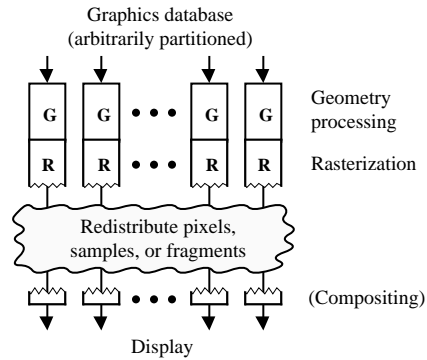 Graphics database
(arbitrarily partitioned)
G G G G
Geometry
processing
R R R R
Rasterization
Redistribute pixels,
samples, or fragments
(Compositing)
Display